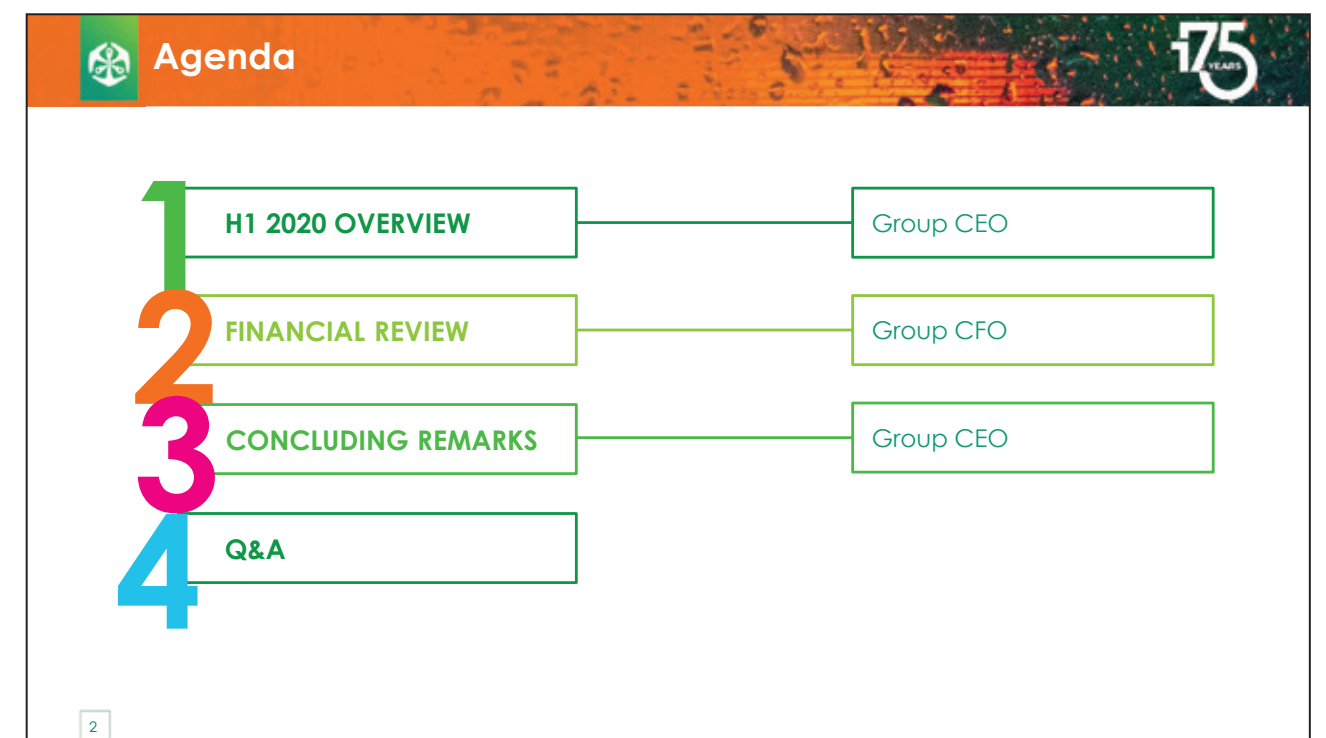 Agenda
175
YEARS
1
H1 2020 OVERVIEW
Group CEO
2
FINANCIAL REVIEW
Group CFO
3
CONCLUDING REMARKS
Group CEO
4
Q&A
2